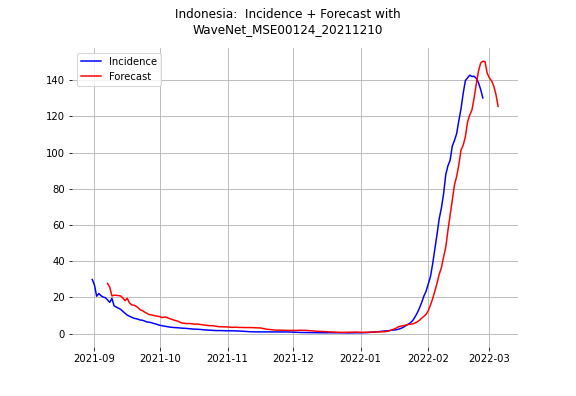 Indonesia:  Incidence + Forecast with
WaveNet_MSE00124_20211210
Incidence
Forecast
140
120
100
80
60
40
20
0
2021-09 2021-10 2021-11 2021-12 2022-01 2022-02 2022-03